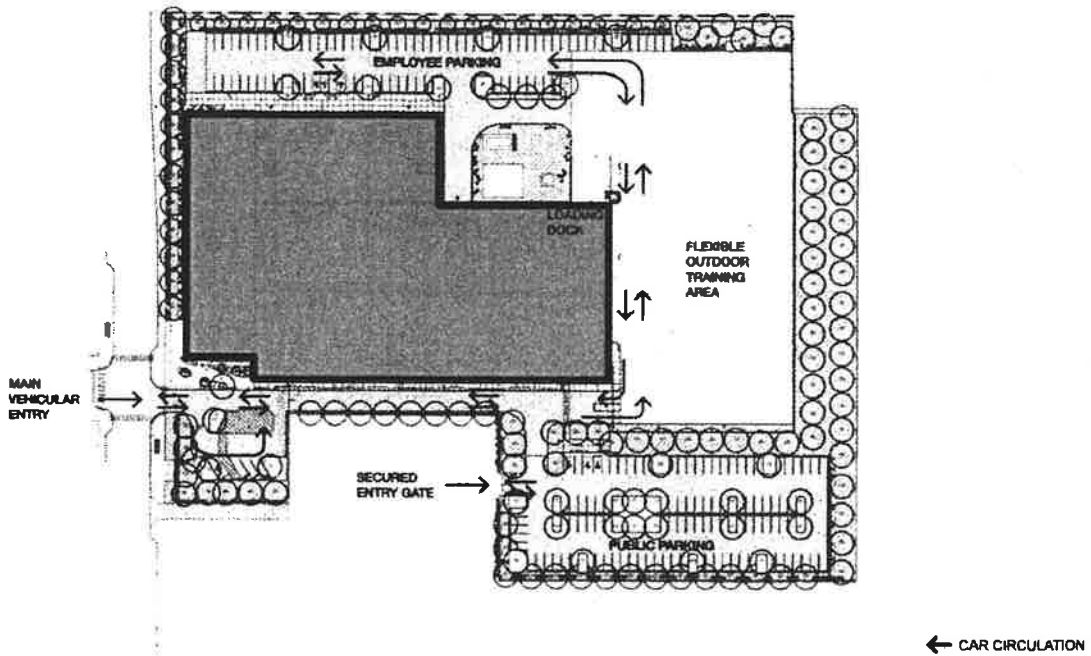 EMPLOYEE PARKING
LOADING
DOCK
FLEXIBLE
OUTDOOR
TRAINING
AREA
MAIN
VEHICULAR
ENTRY
SECURED
ENTRY GATE
PUBLIC PARKING
CAR CIRCULATION